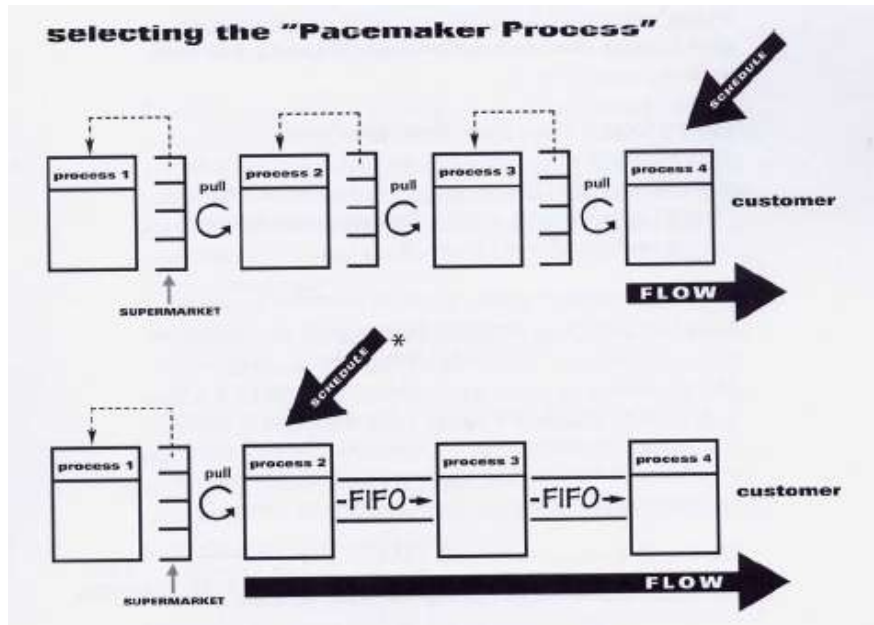 selecting the "Pacemaker Process"
SCHEDULE
process 1
pull
process 2
pull
process 3
pull
process 4
customer
FLOW
SUPERMARKET
SCHEDULE *
process 1
pull
process 2
-FIFO→
process 3
-FIFO→
process 4
customer
FLOW
SUPERMARKET